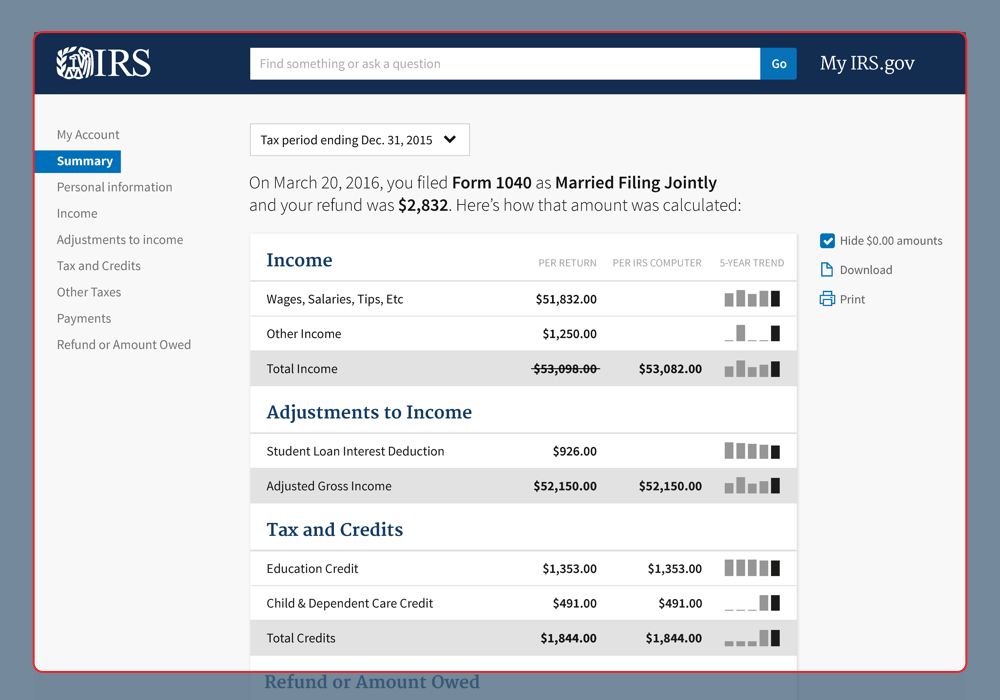 IRS
Find something or ask a question
Go
My IRS.gov
My Account
Summary
Personal information
Income
Adjustments to income
Tax and Credits
Other Taxes
Payments
Refund or Amount Owed
Tax period ending Dec. 31, 2015
On March 20, 2016, you filed Form 1040 as Married Filing Jointly
and your refund was $2,832. Here’s how that amount was calculated:
Hide $0.00 amounts
Download
Print
Income PER RETURN PER IRS COMPUTER 5-YEAR TREND
Wages, Salaries, Tips, Etc $51,832.00
Other Income $1,250.00
Total Income $53,098.00 $53,082.00
Adjustments to Income
Student Loan Interest Deduction $926.00
Adjusted Gross Income $52,150.00 $52,150.00
Tax and Credits
Education Credit $1,353.00 $1,353.00
Child & Dependent Care Credit $491.00 $491.00
Total Credits $1,844.00 $1,844.00
Refund or Amount Owed